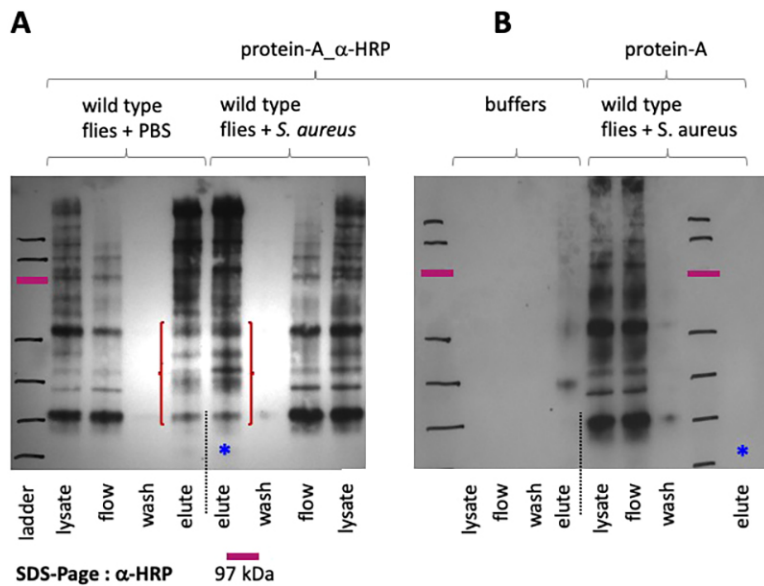 A
B
protein-A_α-HRP
protein-A
wild type
flies + PBS
wild type
flies + S. aureus
buffers
wild type
flies + S. aureus
*
*
ladder
lysate
flow
wash
elute
elute
wash
flow
lysate
lysate
flow
wash
elute
lysate
flow
wash
elute
SDS-Page : α-HRP
97 kDa